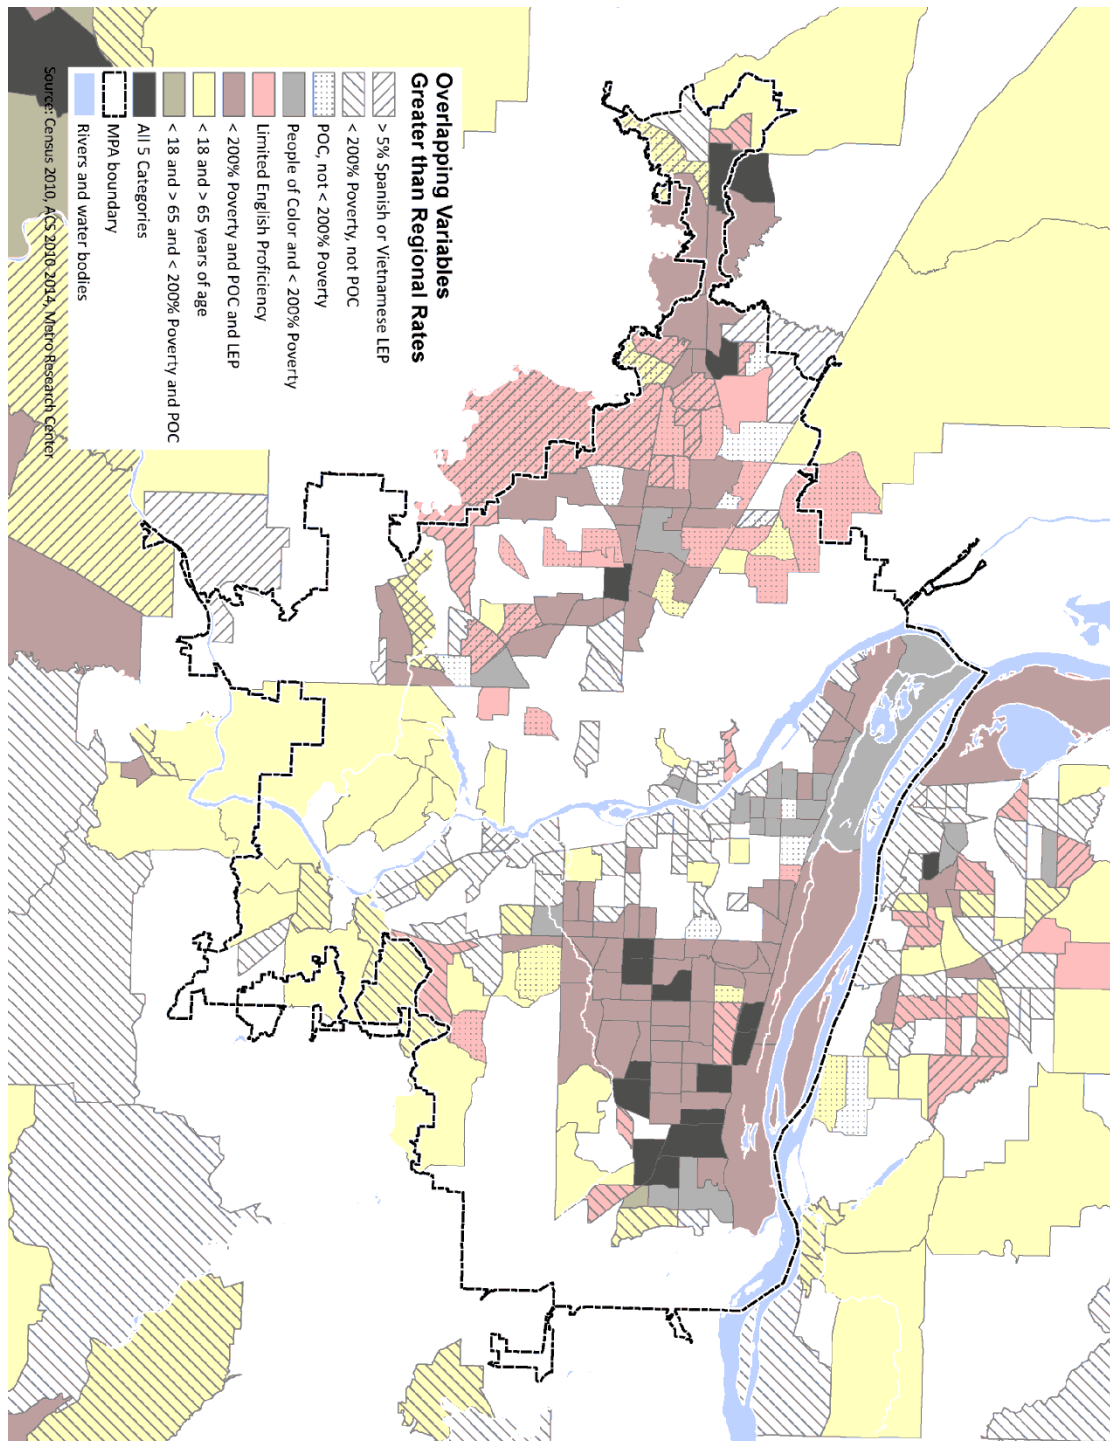 Overlapping Variables
Greater than Regional Rates
> 5% Spanish or Vietnamese LEP
< 200% Poverty, not POC
POC, not < 200% Poverty
People of Color and < 200% Poverty
Limited English Proficiency
< 200% Poverty and POC and LEP
< 18 and > 65 years of age
< 18 and > 65 and < 200% Poverty and POC
All 5 Categories
MPA boundary
Rivers and water bodies
Source: Census 2010, ACS 2010-2014, Metro Research Center